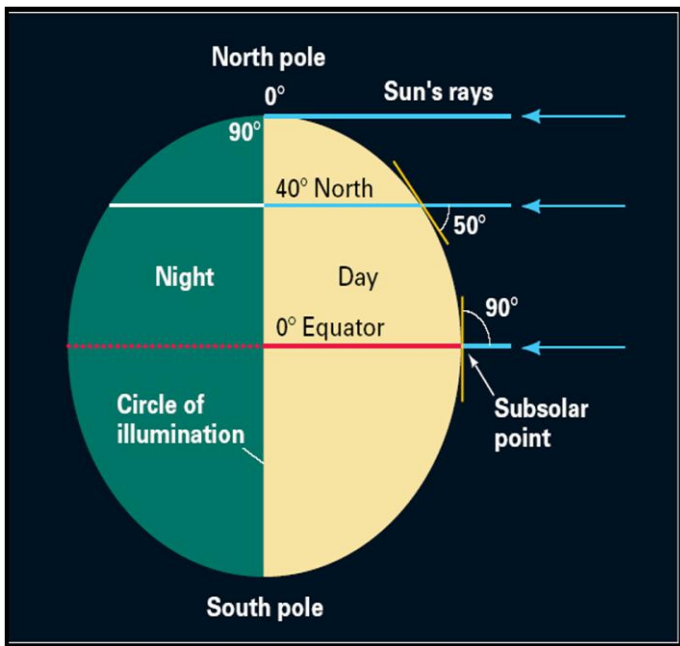 North pole
0°
Sun's rays
90°
40° North
50°
Night
Day
90°
0° Equator
Circle of
illumination
Subsolar
point
South pole